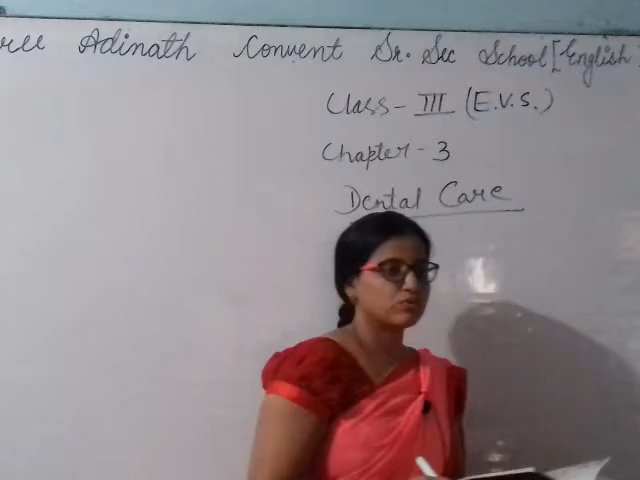 Adinath Convent Sr. Sec School [English
Class - III (E.V.S.)
Chapter - 3
Dental Care